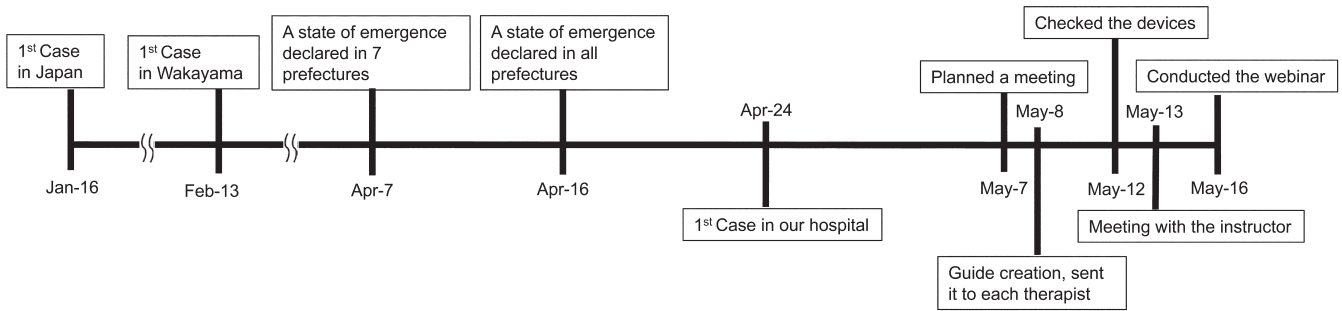 1st Case
in Japan
Jan-16
1st Case
in Wakayama
Feb-13
A state of emergence
declared in 7
prefectures
Apr-7
A state of emergence
declared in all
prefectures
Apr-16
Apr-24
1st Case in our hospital
Planned a meeting
May-7
May-8
Guide creation, sent
it to each therapist
Checked the devices
May-12
May-13
Meeting with the instructor
Conducted the webinar
May-16